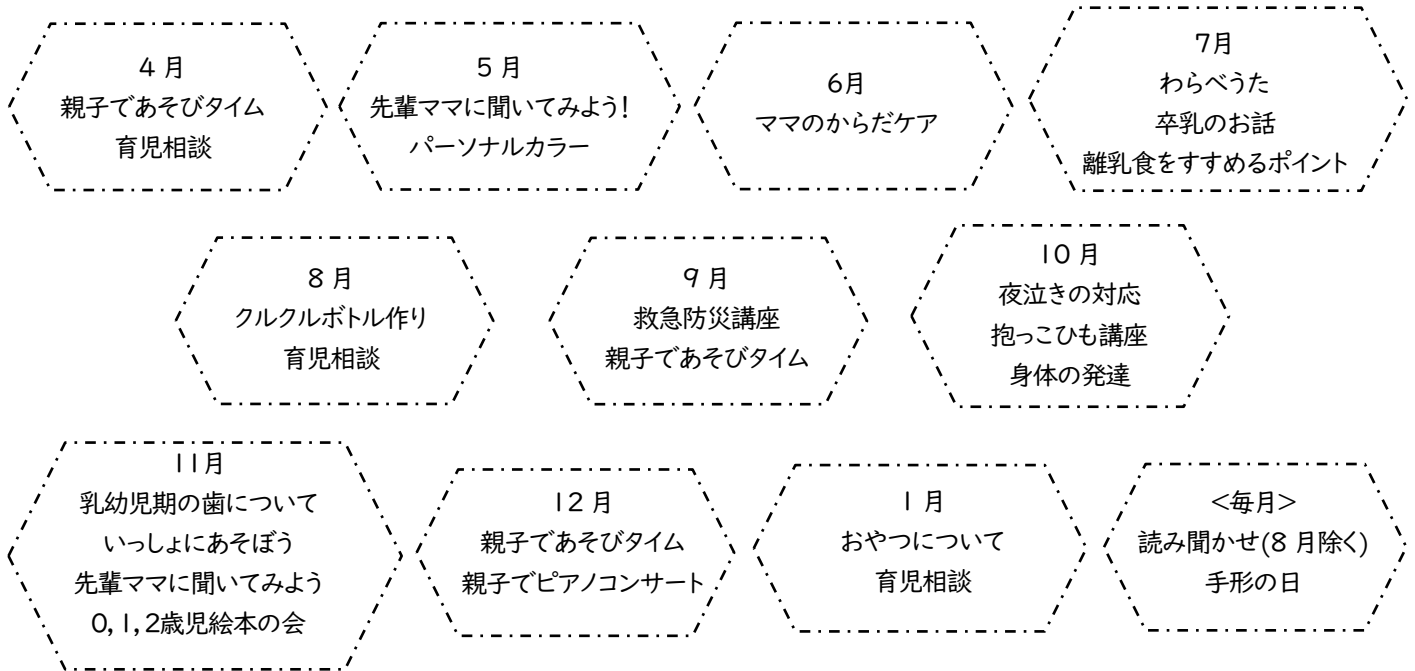 4 月
親子であそびタイム
育児相談
5 月
先輩ママに聞いてみよう!
パーソナルカラー
6月
ママのからだケア
7月
わらべうた
卒乳のお話
離乳食をすすめるポイント
8 月
クルクルボトル作り
育児相談
9 月
救急防災講座
親子であそびタイム
10 月
夜泣きの対応
抱っこひも講座
身体の発達
11月
乳幼児期の歯について
いっしょにあそぼう
先輩ママに聞いてみよう
0,1,2歳児絵本の会
12 月
親子であそびタイム
親子でピアノコンサート
1 月
おやつについて
育児相談
<毎月>
読み聞かせ(8 月除く)
手形の日